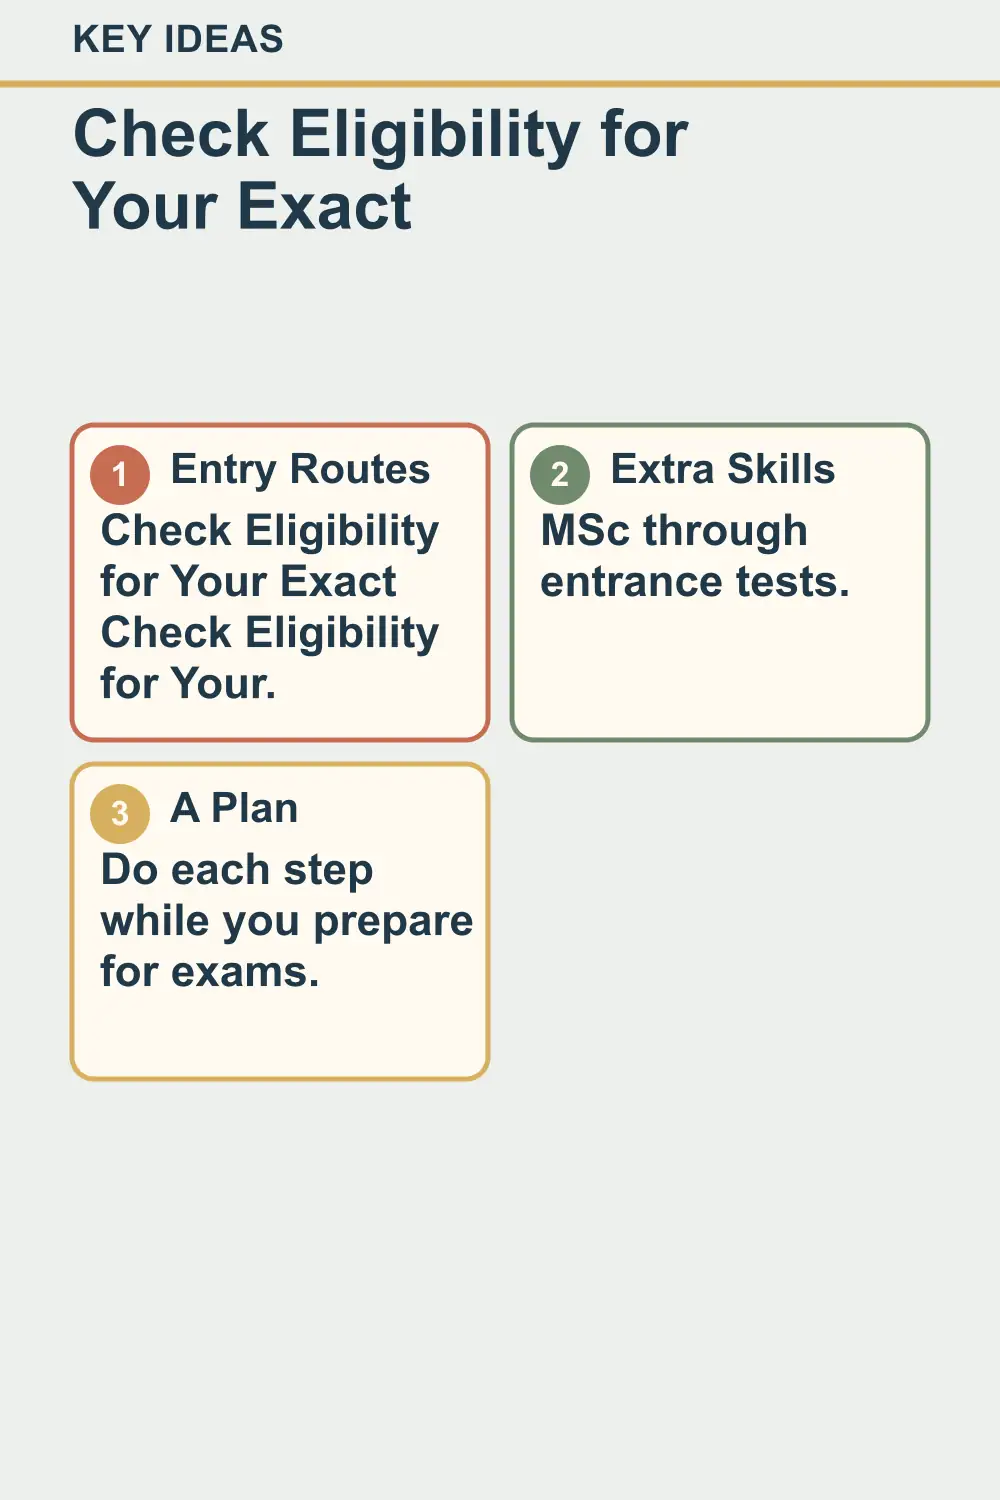 KEY IDEAS
Check Eligibility for
Your Exact
1 Entry Routes
Check Eligibility
for Your Exact
Check Eligibility
for Your.
2 Extra Skills
MSc through
entrance tests.
3 A Plan
Do each step
while you prepare
for exams.